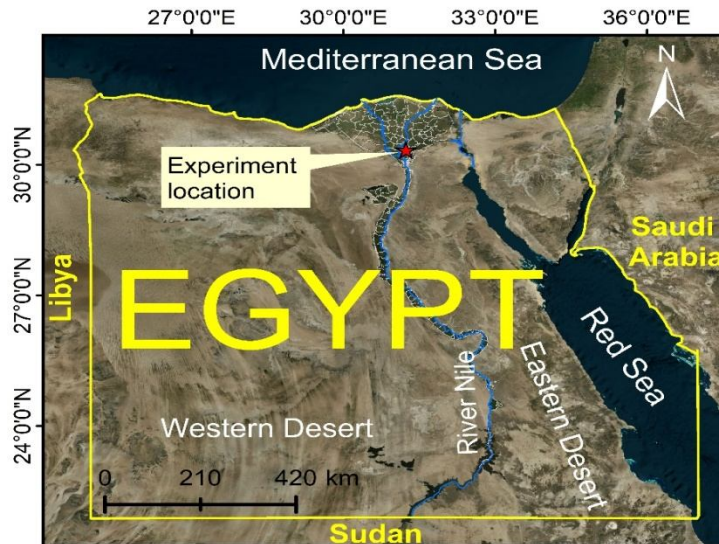 27°0'0"E 30°0'0"E 33°0'0"E 36°0'0"E
Mediterranean Sea
N
Experiment
location
30°0'0"N
27°0'0"N
24°0'0"N
Libya
EGYPT
Saudi
Arabia
Red Sea
River Nile
Eastern Desert
Western Desert
0 210 420 km
Sudan